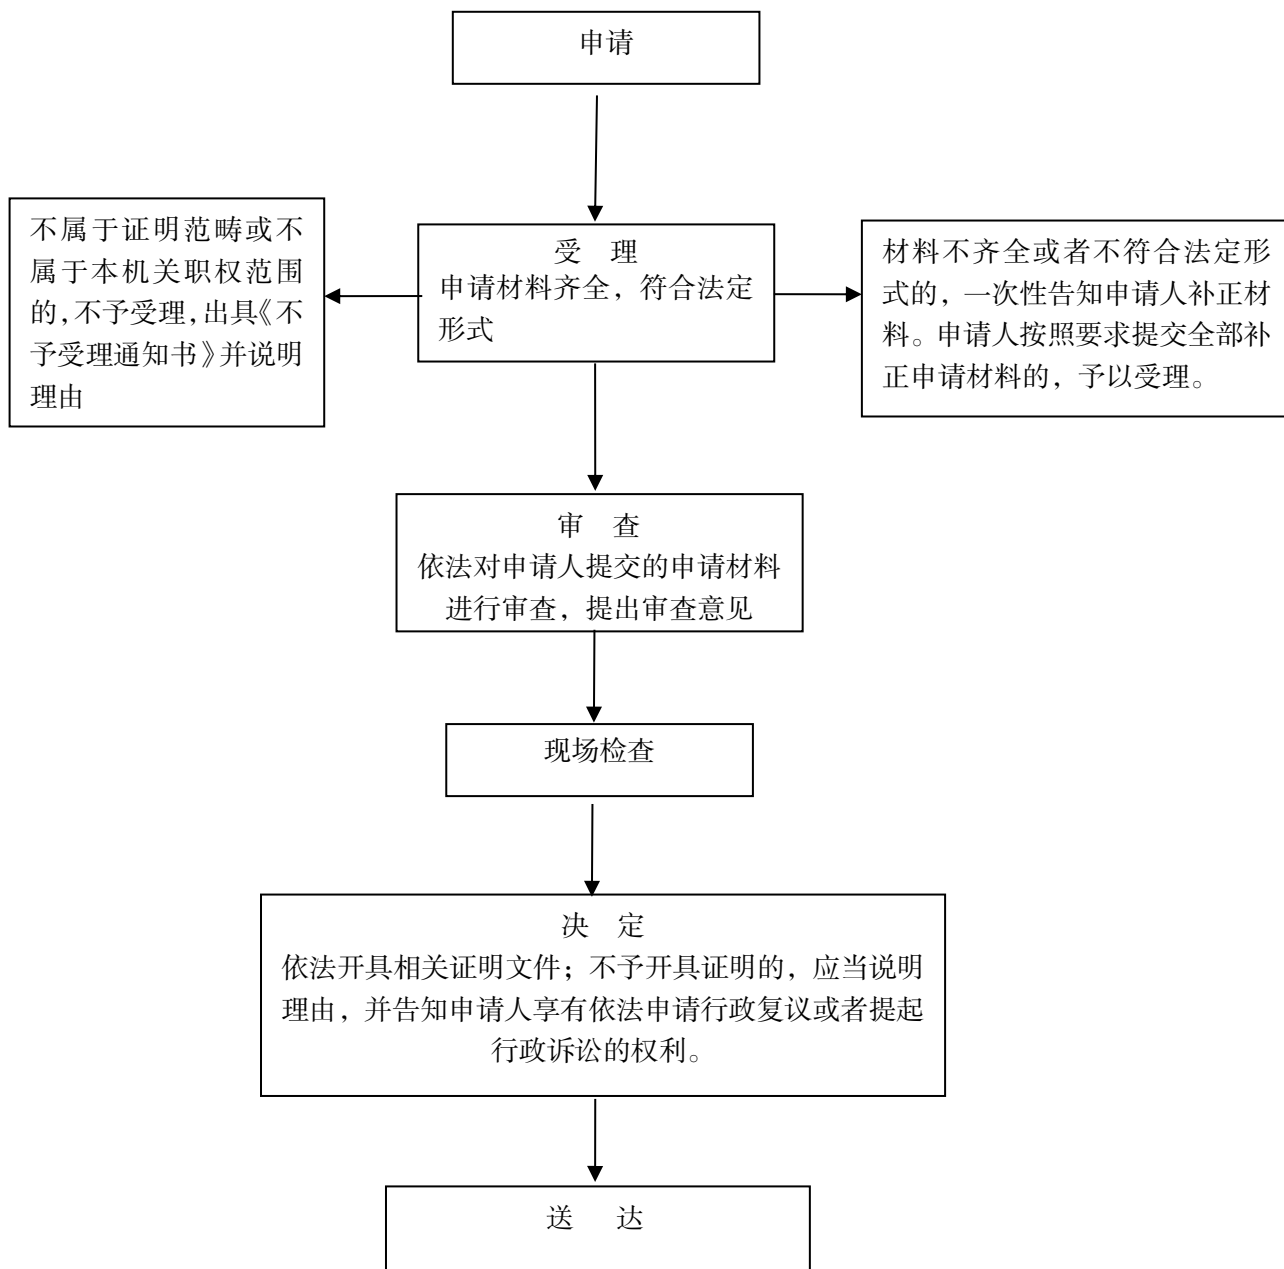 申请
不属于证明范畴或不
属于本机关职权范围
的,不予受理,出具《不
予受理通知书》并说明
理由
受 理
申请材料齐全，符合法定
形式
材料不齐全或者不符合法定形
式的，一次性告知申请人补正材
料。申请人按照要求提交全部补
正申请材料的，予以受理。
审 查
依法对申请人提交的申请材料
进行审查，提出审查意见
现场检查
决 定
依法开具相关证明文件；不予开具证明的，应当说明
理由，并告知申请人享有依法申请行政复议或者提起
行政诉讼的权利。
送 达